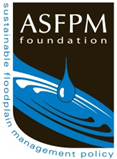 ASFPM
foundation
sustainable floodplain management policy